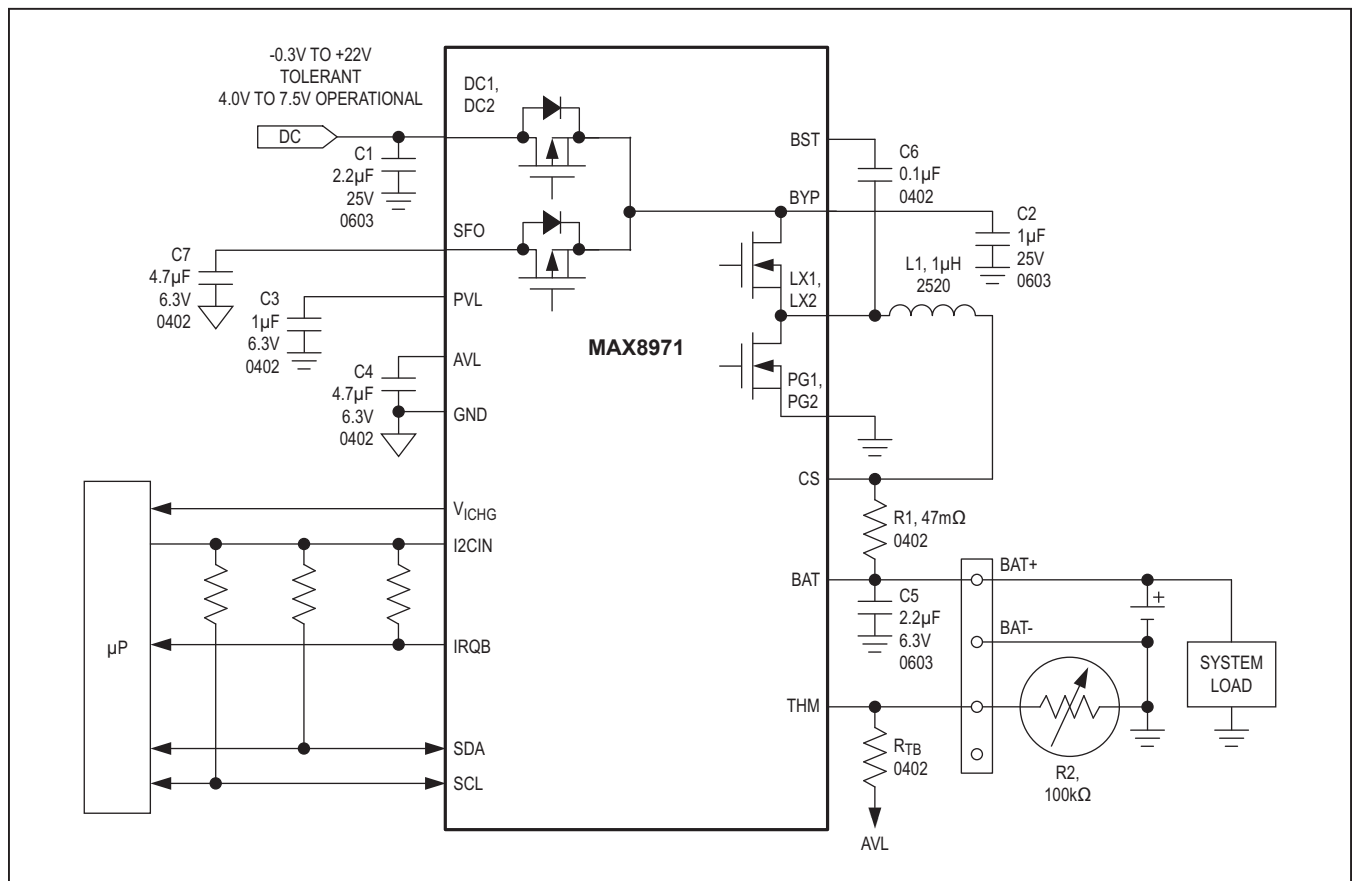 -0.3V TO +22V
TOLERANT
4.0V TO 7.5V OPERATIONAL
DC
C1
2.2µF
25V
0603
DC1,
DC2
SFO
C7
4.7µF
6.3V
0402
C3
1µF
6.3V
0402
PVL
AVL
C4
4.7µF
6.3V
0402
GND
MAX8971
BST
C6
0.1µF
0402
BYP
C2
1µF
25V
0603
LX1,
LX2
L1, 1µH
2520
PG1,
PG2
CS
R1, 47mΩ
0402
BAT
C5
2.2µF
6.3V
0603
BAT+
+
BAT-
SYSTEM
LOAD
THM
RTB
0402
AVL
R2,
100kΩ
µP
VICHG
I2CIN
IRQB
SDA
SCL